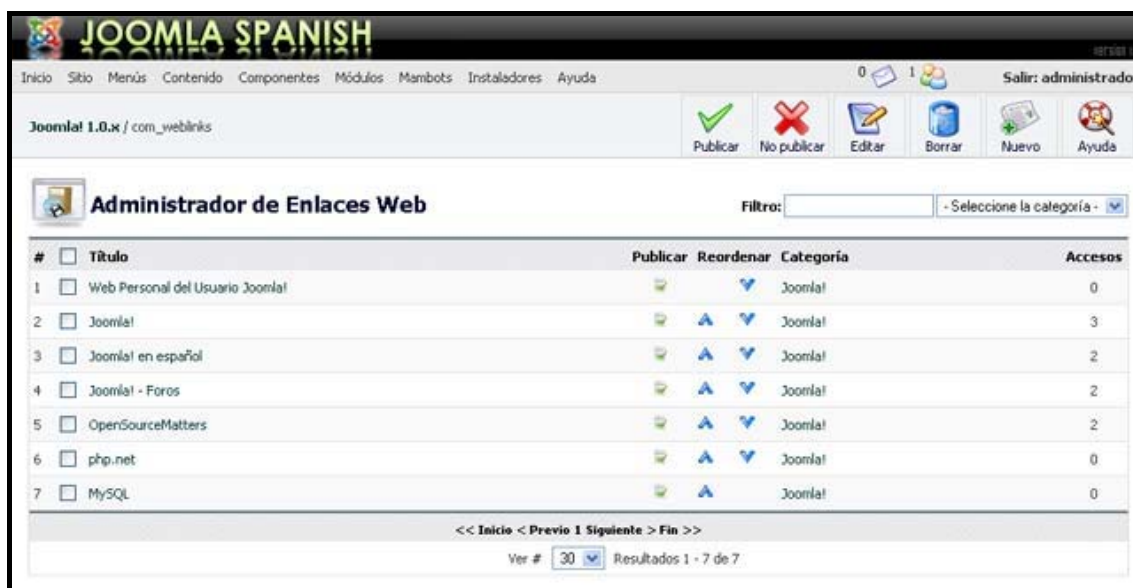 JOOMLA SPANISH
Inicio Sitio Menús Contenido Componentes Módulos Mambots Instaladores Ayuda 0 1 Salir: administrado
Joomla! 1.0.x / com_weblinks
Publicar No publicar Editar Borrar Nuevo Ayuda
Administrador de Enlaces Web Filtro: - Seleccione la categoría -
# Título Publicar Reordenar Categoría Accesos
1 Web Personal del Usuario Joomla! Joomla! 0
2 Joomla! Joomla! 3
3 Joomla! en español Joomla! 2
4 Joomla! - Foros Joomla! 2
5 OpenSourceMatters Joomla! 2
6 php.net Joomla! 0
7 MySQL Joomla! 0
<< Inicio < Previo 1 Siguiente > Fin >>
Ver # 30 Resultados 1 - 7 de 7